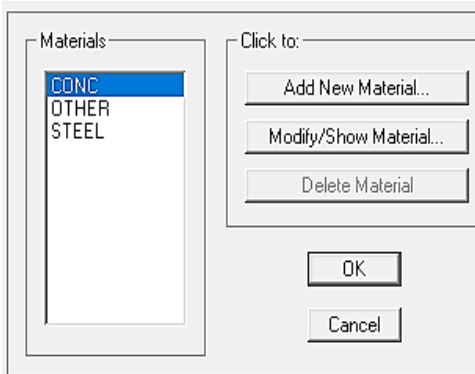 Materials
CONC
OTHER
STEEL
Click to:
Add New Material...
Modify/Show Material...
Delete Material
OK
Cancel